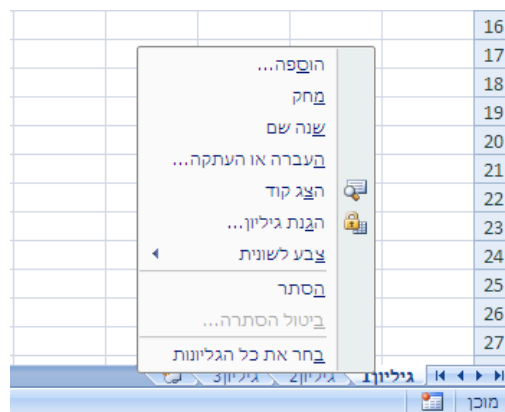 16
17
18
19
20
21
22
23
24
25
26
27
הוספה...
מחק
שנה שם
העברה או העתקה...
הצג קוד
הגנת גיליון...
צבע לשונית
הסתר
ביטול הסתרה...
בחר את כל הגליונות
גיליון1 גיליון2 גיליון3
מוכן